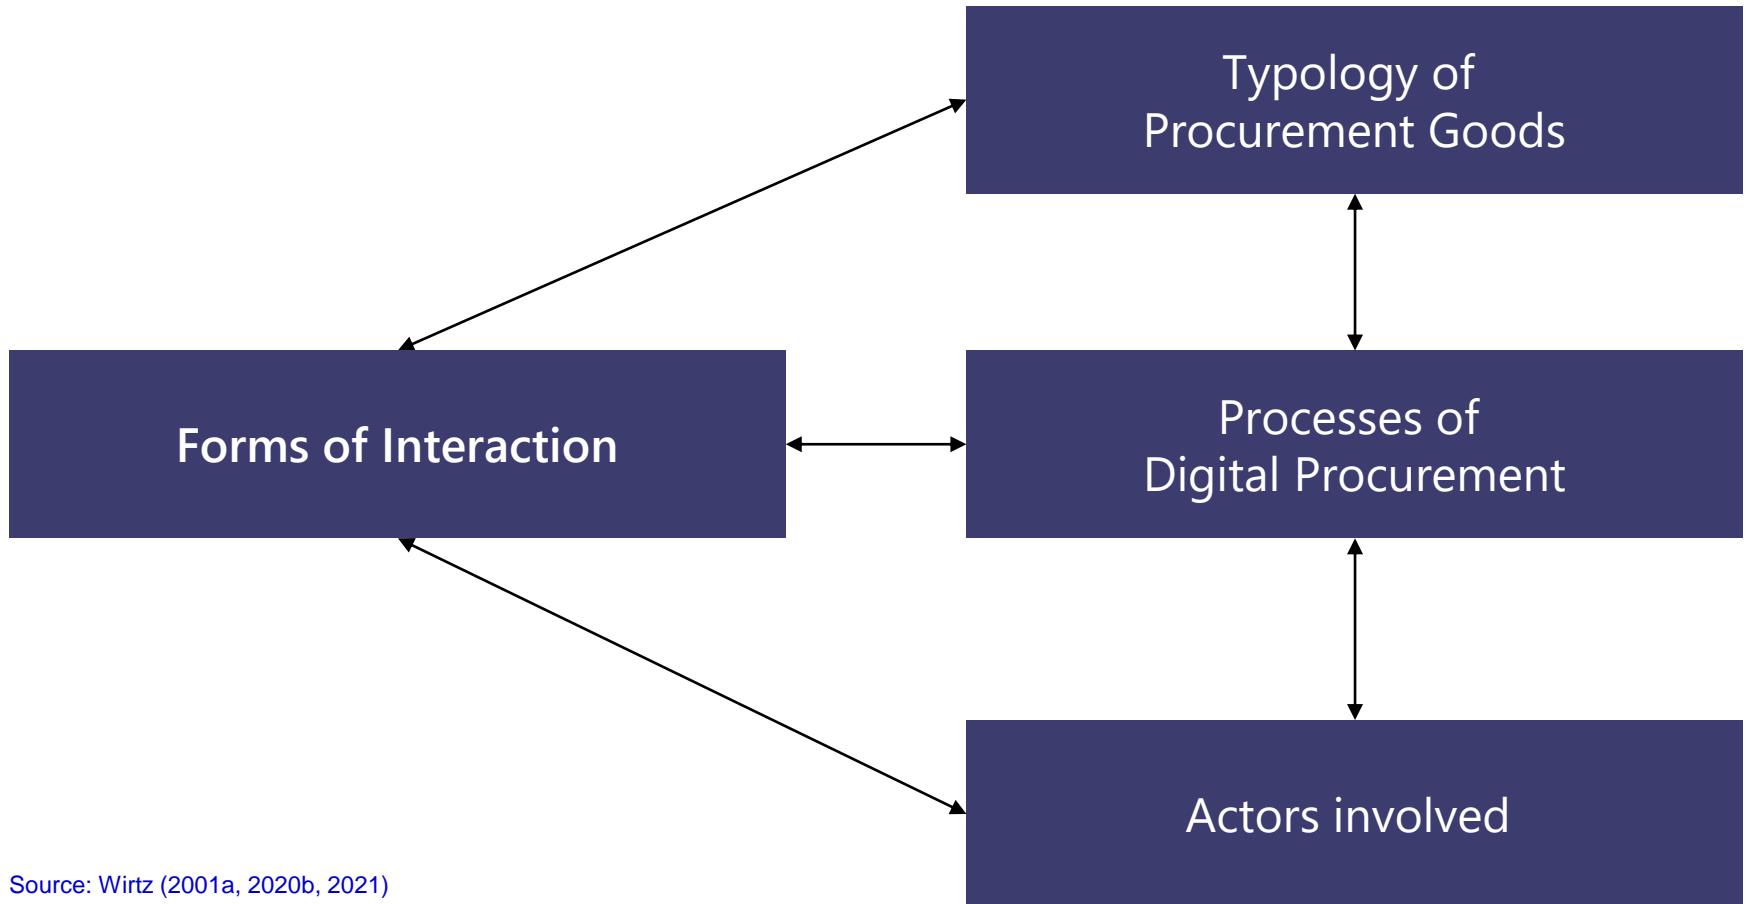 Typology of
Procurement Goods
Forms of Interaction
Processes of
Digital Procurement
Actors involved
Source: Wirtz (2001a, 2020b, 2021)